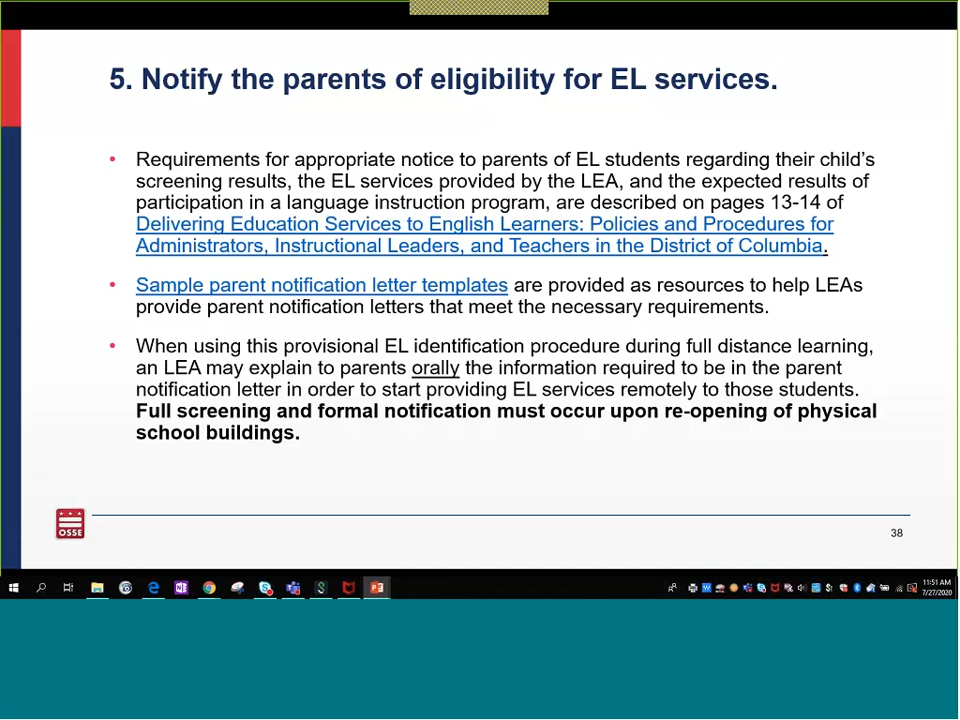 5. Notify the parents of eligibility for EL services.
• Requirements for appropriate notice to parents of EL students regarding their child's
screening results, the EL services provided by the LEA, and the expected results of
participation in a language instruction program, are described on pages 13-14 of
Delivering Education Services to English Learners: Policies and Procedures for
Administrators, Instructional Leaders, and Teachers in the District of Columbia.
• Sample parent notification letter templates are provided as resources to help LEAs
provide parent notification letters that meet the necessary requirements.
• When using this provisional EL identification procedure during full distance learning,
an LEA may explain to parents orally the information required to be in the parent
notification letter in order to start providing EL services remotely to those students.
Full screening and formal notification must occur upon re-opening of physical
school buildings.
OSSE
38
11:51 AM
7/27/2020